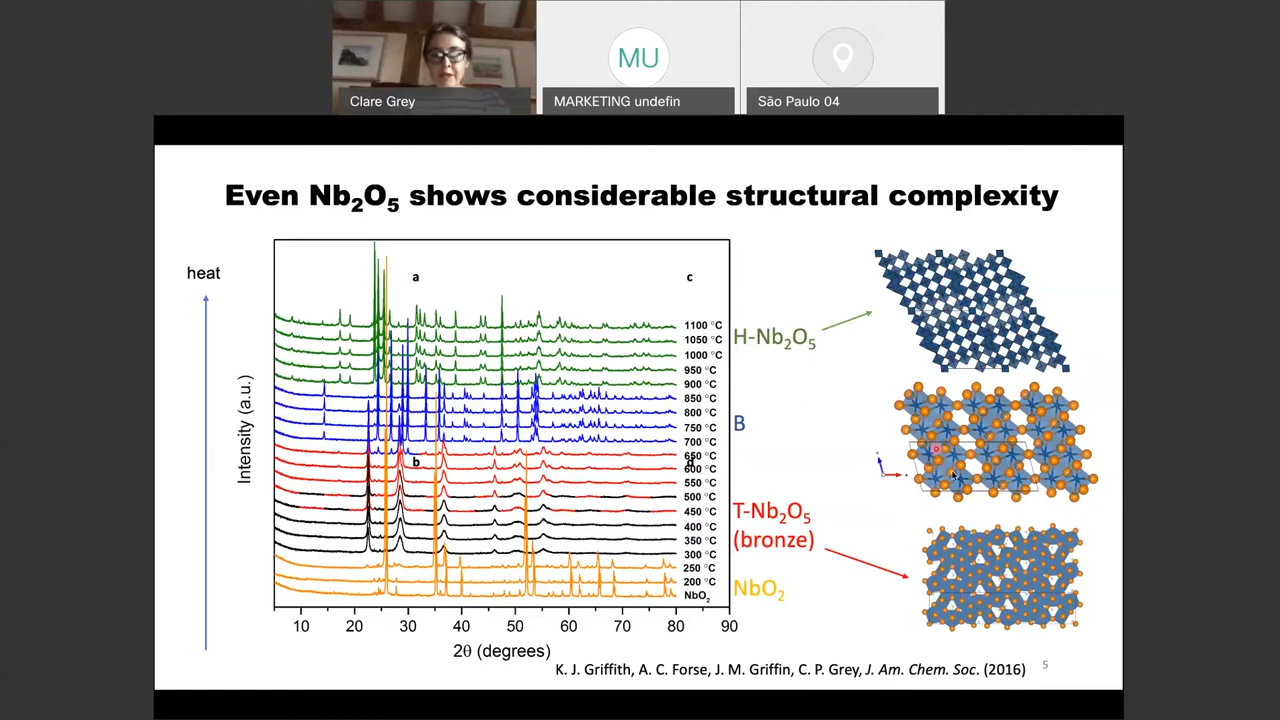 Clare Grey
MU
MARKETING undefin
São Paulo 04
Even Nb₂O₅ shows considerable structural complexity
heat
Intensity (a.u.)
a
b
c
d
1100 °C
1050 °C
1000 °C
950 °C
900 °C
850 °C
800 °C
750 °C
700 °C
650 °C
600 °C
550 °C
500 °C
450 °C
400 °C
350 °C
300 °C
250 °C
200 °C
NbO₂
H-Nb₂O₅
B
T-Nb₂O₅
(bronze)
NbO₂
10 20 30 40 50 60 70 80 90
2θ (degrees)
K. J. Griffith, A. C. Forse, J. M. Griffin, C. P. Grey, J. Am. Chem. Soc. (2016)
5